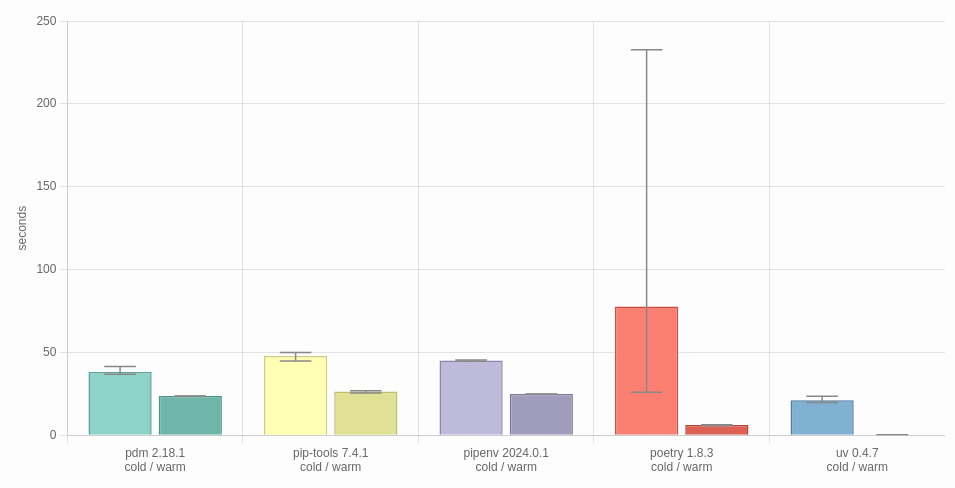 250
200
150
100
50
0
seconds
pdm 2.18.1
cold / warm
pip-tools 7.4.1
cold / warm
pipenv 2024.0.1
cold / warm
poetry 1.8.3
cold / warm
uv 0.4.7
cold / warm